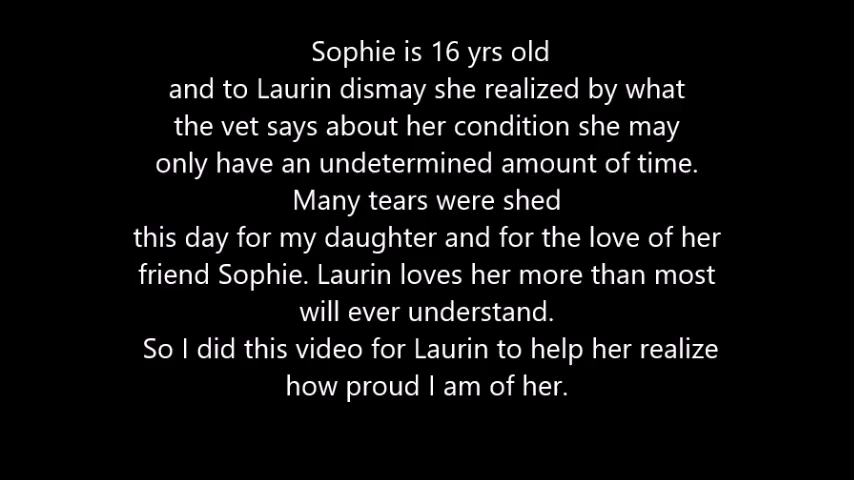 Sophie is 16 yrs old
and to Laurin dismay she realized by what
the vet says about her condition she may
only have an undetermined amount of time.
Many tears were shed
this day for my daughter and for the love of her
friend Sophie. Laurin loves her more than most
will ever understand.
So I did this video for Laurin to help her realize
how proud I am of her.